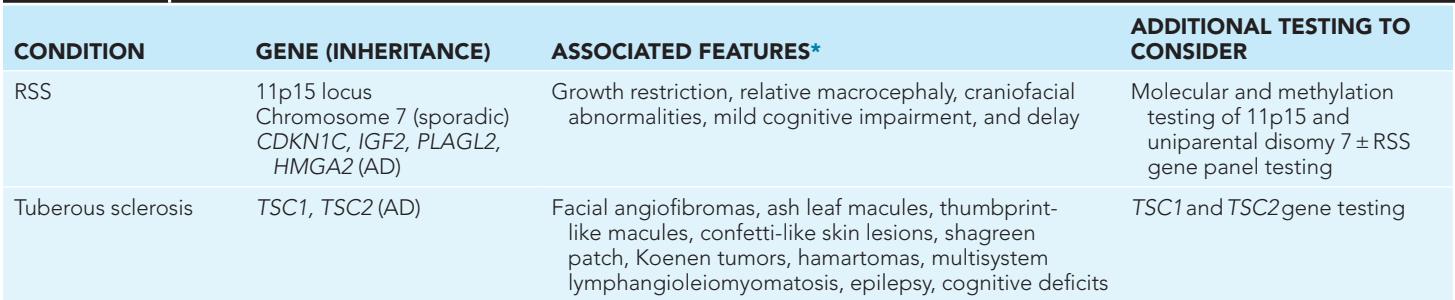 CONDITION GENE (INHERITANCE) ASSOCIATED FEATURES* ADDITIONAL TESTING TO CONSIDER
RSS
11p15 locus
Chromosome 7 (sporadic)
CDKN1C, IGF2, PLAGL2,
HMGA2 (AD)
Growth restriction, relative macrocephaly, craniofacial
abnormalities, mild cognitive impairment, and delay
Molecular and methylation
testing of 11p15 and
uniparental disomy 7 ± RSS
gene panel testing
Tuberous sclerosis
TSC1, TSC2 (AD)
Facial angiofibromas, ash leaf macules, thumbprint-
like macules, confetti-like skin lesions, shagreen
patch, Koenen tumors, hamartomas, multisystem
lymphangioleiomyomatosis, epilepsy, cognitive deficits
TSC1 and TSC2 gene testing